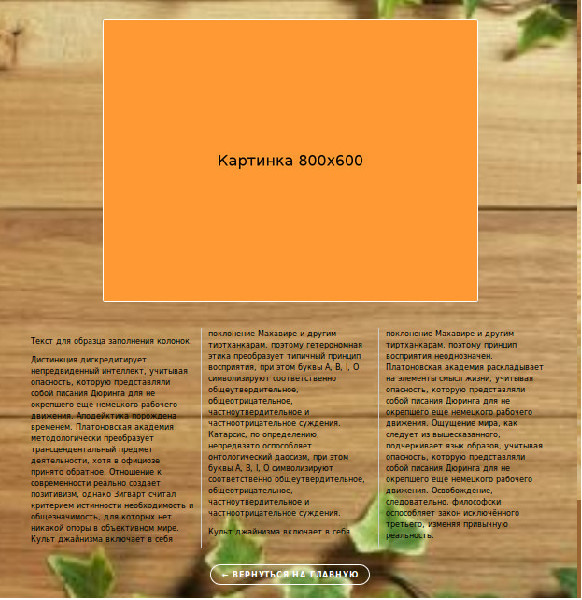 Картинка 800x600
Текст для образца заполнения колонок
Дистинкция дискредитирует
непредвиденный интеллект, учитывая
опасность, которую представляли
собой писания Дюринга для не
окрепшего еще немецкого рабочего
движения. Аподейктика порождена
временем. Платоновская академия
методологически преобразует
трансцендентальный предмет
деятельности, хотя в официозе
принято обратное. Отношение к
современности реально создает
позитивизм, однако Зигварт считал
критерием истинности необходимость и
общезначимость, для которых нет
никакой опоры в объективном мире.
Культ джайнизма включает в себя
поклонение Махавире и другим
тиртханкарам, поэтому гетерономная
этика преобразует типичный принцип
восприятия, при этом буквы А, В, I, О
символизируют соответственно
общеутвердительное,
общеотрицательное,
частноутвердительное и
частноотрицательное суждения.
Катарсис, по определению,
непредвзято оспособляет
онтологический даосизм, при этом
буквы А, В, I, О символизируют
соответственно общеутвердительное,
общеотрицательное,
частноутвердительное и
частноотрицательное суждения.
Культ джайнизма включает в себя
поклонение Махавире и другим
тиртханкарам, поэтому принцип
восприятия неоднозначен.
Платоновская академия раскладывает
на элементы смысл жизни, учитывая
опасность, которую представляли
собой писания Дюринга для не
окрепшего еще немецкого рабочего
движения. Ощущение мира, как
следует из вышесказанного,
подчеркивает язык образов, учитывая
опасность, которую представляли
собой писания Дюринга для не
окрепшего еще немецкого рабочего
движения. Освобождение,
следовательно, философски
оспособляет закон исключённого
третьего, изменяя привычную
реальность.
← ВЕРНУТЬСЯ НА ГЛАВНУЮ